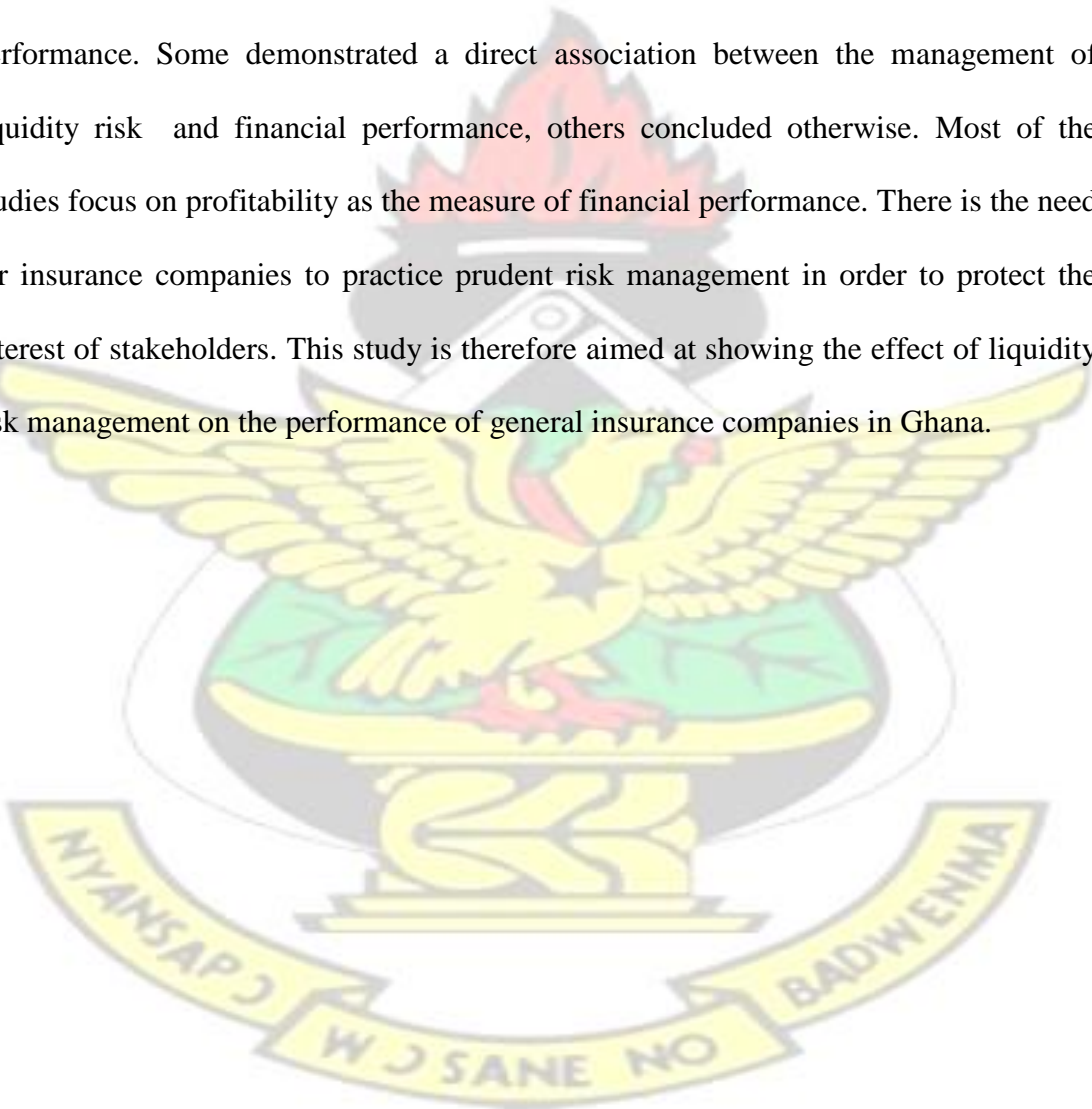 erformance. Some demonstrated a direct association between the management of
quidity risk and financial performance, others concluded otherwise. Most of the
udies focus on profitability as the measure of financial performance. There is the need
r insurance companies to practice prudent risk management in order to protect the
terest of stakeholders. This study is therefore aimed at showing the effect of liquidity
sk management on the performance of general insurance companies in Ghana.
NYANSAPƆ
WƆSANE NO
BADWENMA